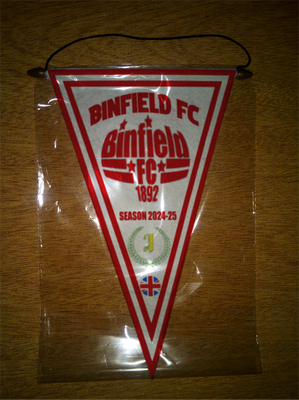 BINFIELD FC
Binfield
FC
1892
SEASON 2024-25